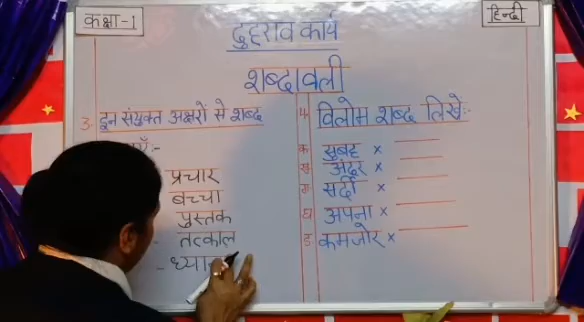 कक्षा-1
हिन्दी
दुहराव कार्य
शब्दावली
3. इन संयुक्त अक्षरों से शब्द
प्रचार
बच्चा
पुस्तक
तत्काल
4. विलोम शब्द लिखें:-
क सुबह ×
ख अंदर ×
ग सर्दी ×
घ अपना ×
ङ कमजोर ×